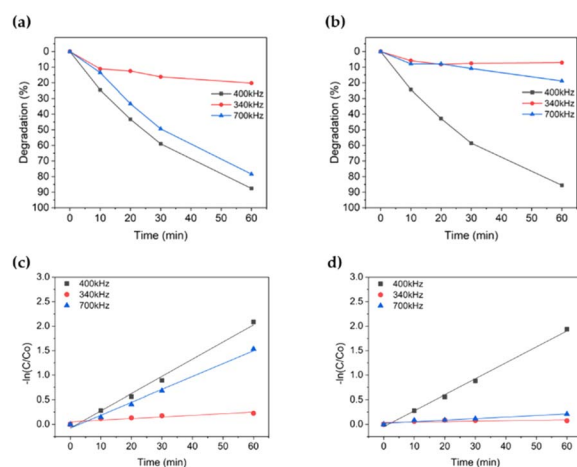 (a)
0
10
20
30
40
50
60
70
80
90
100
Degradation (%)
400kHz
340kHz
700kHz
0 10 20 30 40 50 60
Time (min)
(b)
0
10
20
30
40
50
60
70
80
90
100
Degradation (%)
400kHz
340kHz
700kHz
0 10 20 30 40 50 60
Time (min)
(c)
3.0
2.5
2.0
1.5
1.0
0.5
0.0
-ln(C/Co)
400kHz
340kHz
700kHz
0 10 20 30 40 50 60
Time (min)
d)
3.0
2.5
2.0
1.5
1.0
0.5
0.0
-ln(C/Co)
400kHz
340kHz
700kHz
0 10 20 30 40 50 60
Time (min)